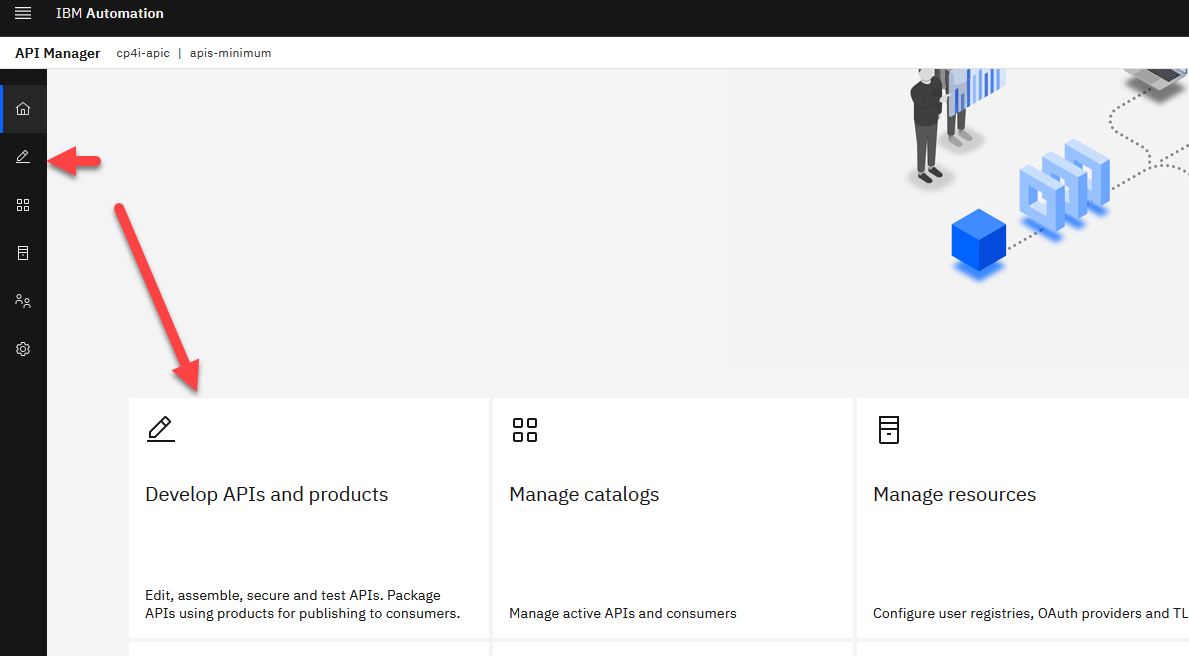 IBM Automation
API Manager cp4i-apic | apis-minimum
Develop APIs and products
Edit, assemble, secure and test APIs. Package
APIs using products for publishing to consumers.
Manage catalogs
Manage active APIs and consumers
Manage resources
Configure user registries, OAuth providers and TL